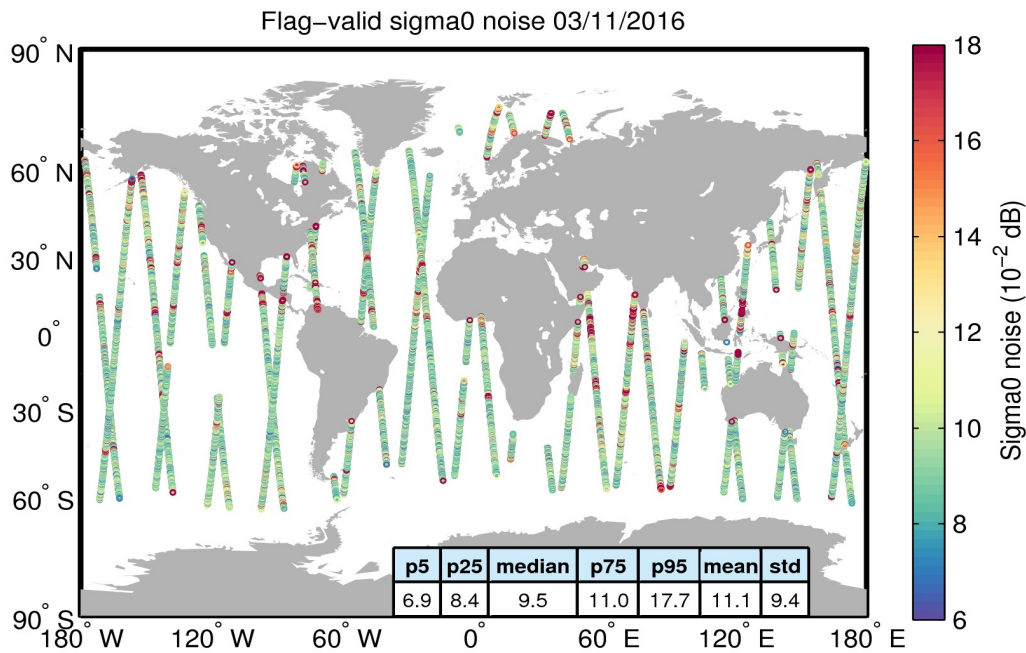 Flag−valid sigma0 noise 03/11/2016
90° N
60° N
30° N
0°
30° S
60° S
90° S
180° W
120° W
60° W
0°
60° E
120° E
180° E
p5 p25 median p75 p95 mean std
6.9 8.4 9.5 11.0 17.7 11.1 9.4
18
16
14
12
10
8
6
Sigma0 noise (10⁻² dB)